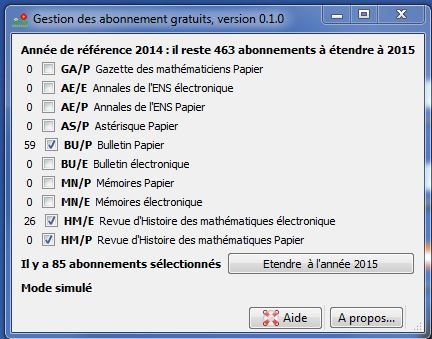 Gestion des abonnement gratuits, version 0.1.0
Année de référence 2014 : il reste 463 abonnements à étendre à 2015
0 GA/P Gazette des mathématiciens Papier
0 AE/E Annales de l'ENS électronique
0 AE/P Annales de l'ENS Papier
0 AS/P Astérisque Papier
59 BU/P Bulletin Papier
0 BU/E Bulletin électronique
0 MN/P Mémoires Papier
0 MN/E Mémoires électronique
26 HM/E Revue d'Histoire des mathématiques électronique
0 HM/P Revue d'Histoire des mathématiques Papier
Il y a 85 abonnements sélectionnés Etendre à l'année 2015
Mode simulé
Aide A propos...